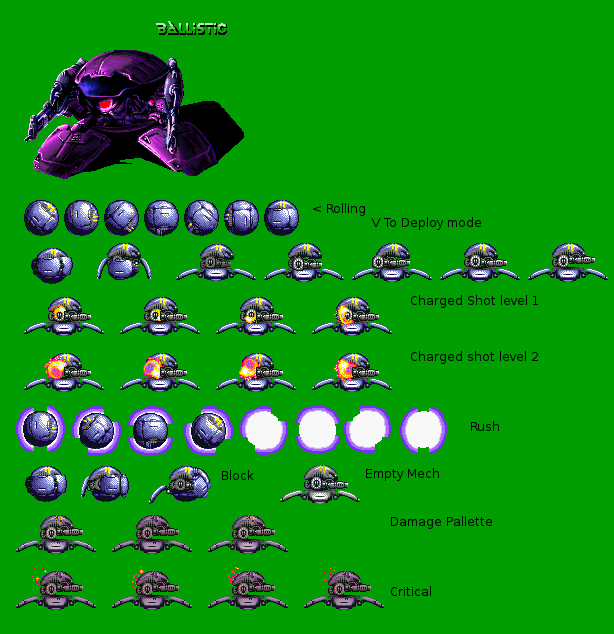 BALLiSTiC
< Rolling
\/ To Deploy mode
Charged Shot level 1
Charged shot level 2
Rush
Block
Empty Mech
Damage Pallette
Critical